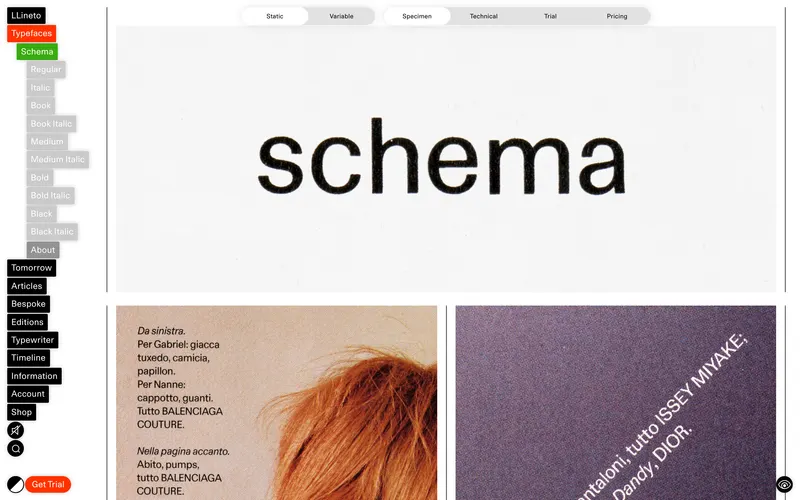 LLineto
Typefaces
Schema
Regular
Italic
Book
Book Italic
Medium
Medium Italic
Bold
Bold Italic
Black
Black Italic
About
Tomorrow
Articles
Bespoke
Editions
Typewriter
Timeline
Information
Account
Shop
Get Trial
Static
Variable
Specimen
Technical
Trial
Pricing
schema
Da sinistra.
Per Gabriel: giacca
tuxedo, camicia,
papillon.
Per Nanne:
cappotto, guanti.
Tutto BALENCIAGA
COUTURE.
Nella pagina accanto.
Abito, pumps,
tutto BALENCIAGA
COUTURE.
antaloni, tutto ISSEY MIYAKE;
Dandy, DIOR.